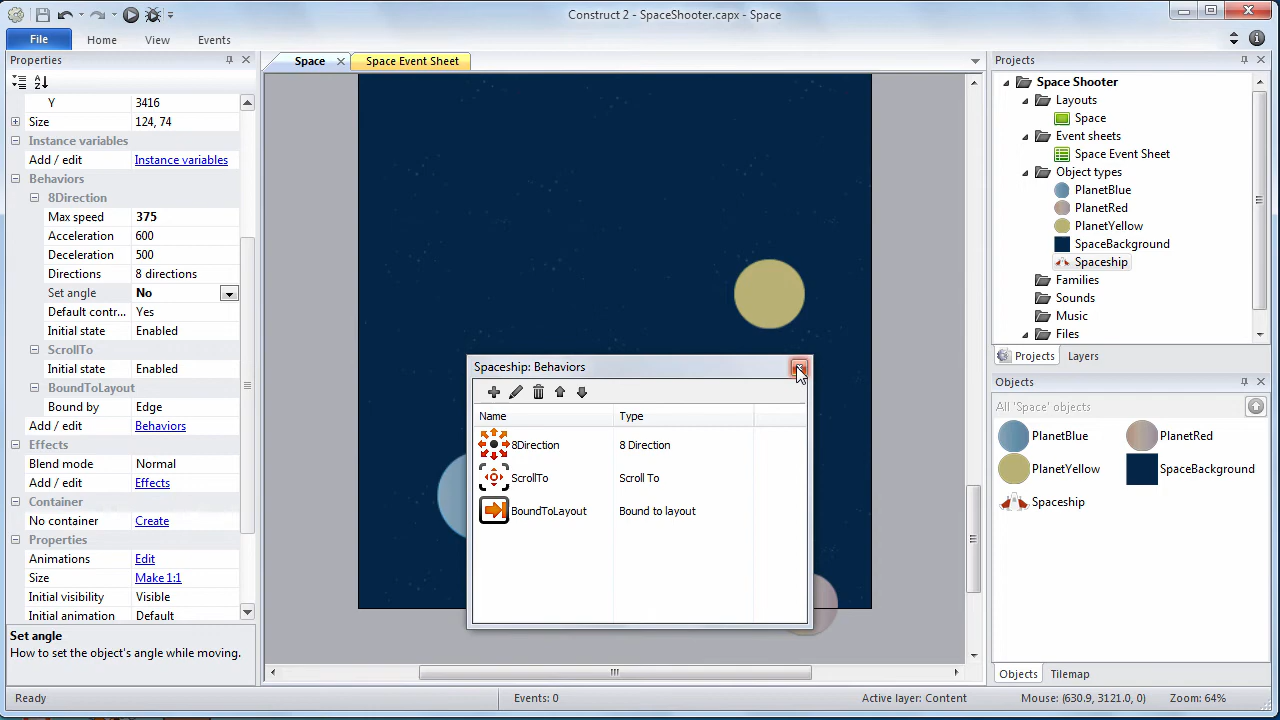 Construct 2 - SpaceShooter.capx - Space
File Home View Events
Properties
Y 3416
Size 124, 74
Instance variables
Add / edit Instance variables
Behaviors
8Direction
Max speed 375
Acceleration 600
Deceleration 500
Directions 8 directions
Set angle No
Default contr... Yes
Initial state Enabled
ScrollTo
Initial state Enabled
BoundToLayout
Bound by Edge
Add / edit Behaviors
Effects
Blend mode Normal
Add / edit Effects
Container
No container Create
Properties
Animations Edit
Size Make 1:1
Initial visibility Visible
Initial animation Default
Set angle
How to set the object's angle while moving.
Space Space Event Sheet
Spaceship: Behaviors
Name Type
8Direction 8 Direction
ScrollTo Scroll To
BoundToLayout Bound to layout
Projects
Space Shooter
Layouts
Space
Event sheets
Space Event Sheet
Object types
PlanetBlue
PlanetRed
PlanetYellow
SpaceBackground
Spaceship
Families
Sounds
Music
Files
Projects Layers
Objects
All 'Space' objects
PlanetBlue PlanetRed
PlanetYellow SpaceBackground
Spaceship
Objects Tilemap
Ready Events: 0 Active layer: Content Mouse: (630.9, 3121.0, 0) Zoom: 64%